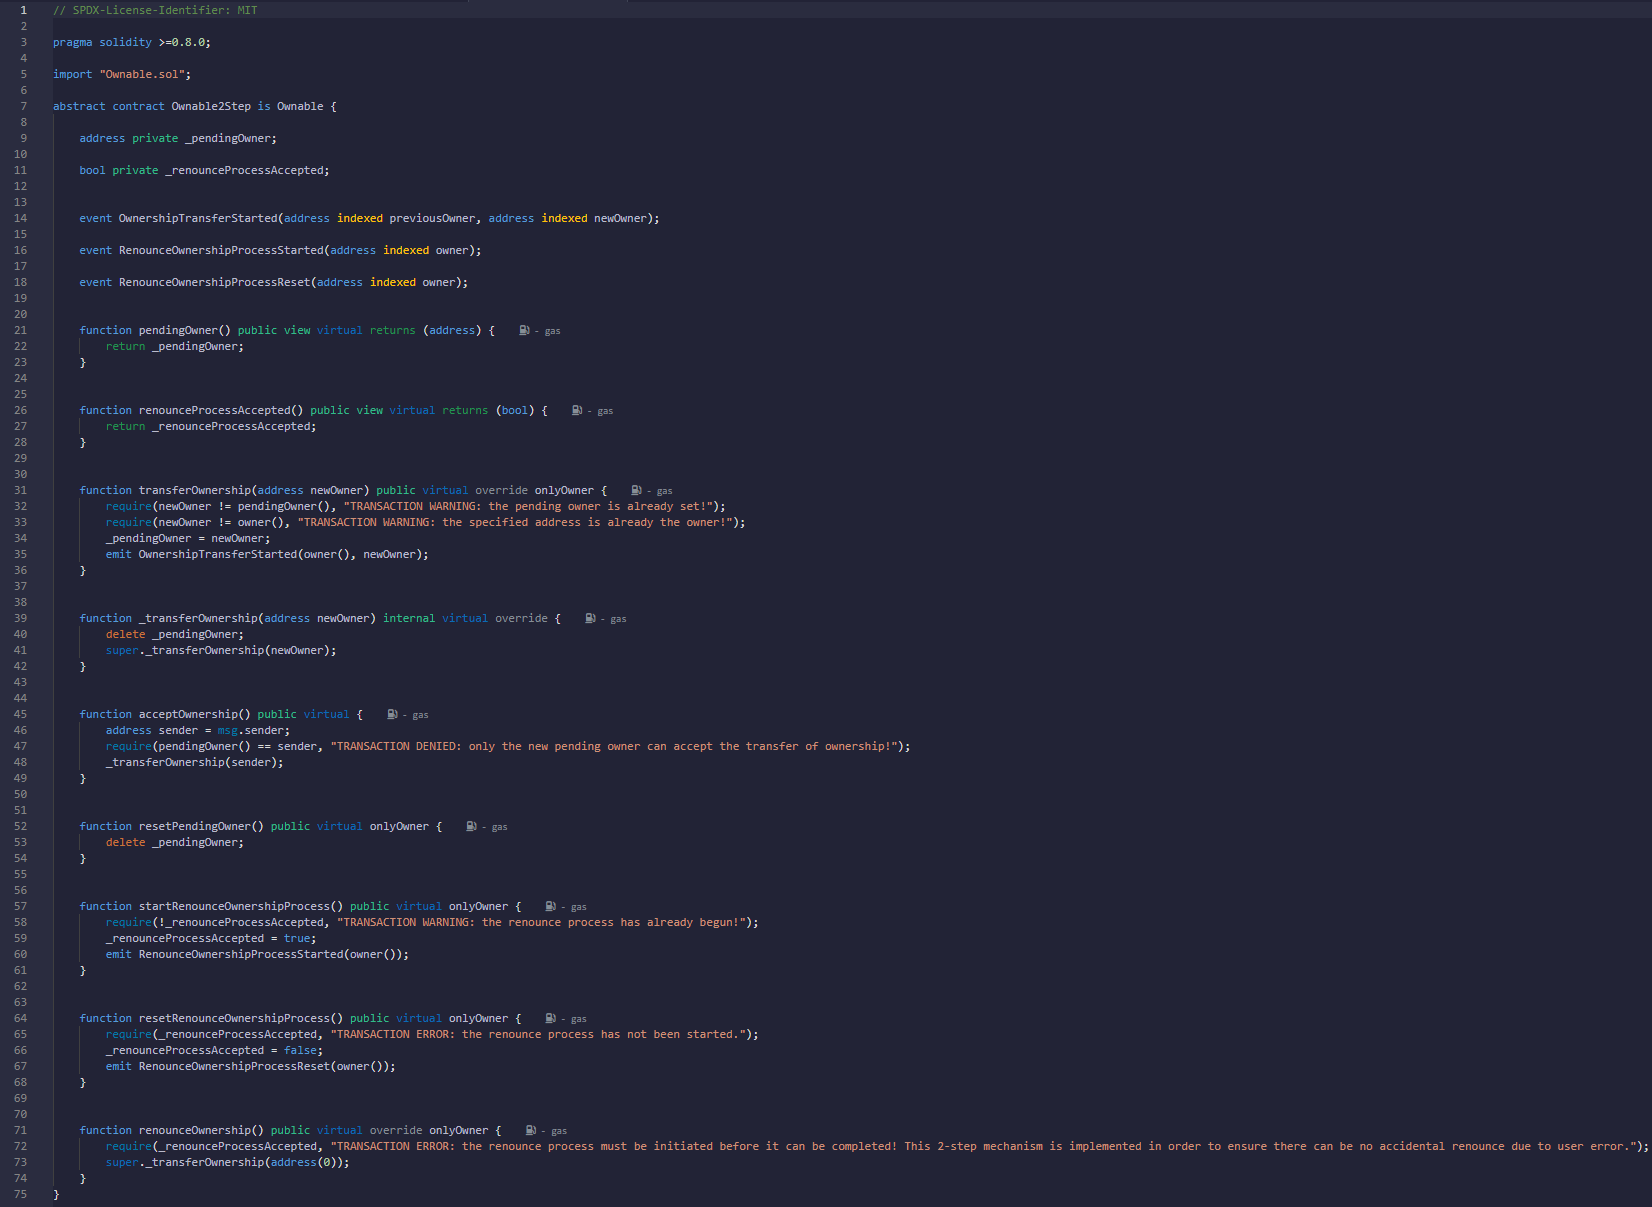 1 // SPDX-License-Identifier: MIT
2
3 pragma solidity >=0.8.0;
4
5 import "Ownable.sol";
6
7 abstract contract Ownable2Step is Ownable {
8
9 address private _pendingOwner;
10
11 bool private _renounceProcessAccepted;
12
13
14 event OwnershipTransferStarted(address indexed previousOwner, address indexed newOwner);
15
16 event RenounceOwnershipProcessStarted(address indexed owner);
17
18 event RenounceOwnershipProcessReset(address indexed owner);
19
20
21 function pendingOwner() public view virtual returns (address) { - gas
22 return _pendingOwner;
23 }
24
25
26 function renounceProcessAccepted() public view virtual returns (bool) { - gas
27 return _renounceProcessAccepted;
28 }
29
30
31 function transferOwnership(address newOwner) public virtual override onlyOwner { - gas
32 require(newOwner != pendingOwner(), "TRANSACTION WARNING: the pending owner is already set!");
33 require(newOwner != owner(), "TRANSACTION WARNING: the specified address is already the owner!");
34 _pendingOwner = newOwner;
35 emit OwnershipTransferStarted(owner(), newOwner);
36 }
37
38
39 function _transferOwnership(address newOwner) internal virtual override { - gas
40 delete _pendingOwner;
41 super._transferOwnership(newOwner);
42 }
43
44
45 function acceptOwnership() public virtual { - gas
46 address sender = msg.sender;
47 require(pendingOwner() == sender, "TRANSACTION DENIED: only the new pending owner can accept the transfer of ownership!");
48 _transferOwnership(sender);
49 }
50
51
52 function resetPendingOwner() public virtual onlyOwner { - gas
53 delete _pendingOwner;
54 }
55
56
57 function startRenounceOwnershipProcess() public virtual onlyOwner { - gas
58 require(!_renounceProcessAccepted, "TRANSACTION WARNING: the renounce process has already begun!");
59 _renounceProcessAccepted = true;
60 emit RenounceOwnershipProcessStarted(owner());
61 }
62
63
64 function resetRenounceOwnershipProcess() public virtual onlyOwner { - gas
65 require(_renounceProcessAccepted, "TRANSACTION ERROR: the renounce process has not been started.");
66 _renounceProcessAccepted = false;
67 emit RenounceOwnershipProcessReset(owner());
68 }
69
70
71 function renounceOwnership() public virtual override onlyOwner { - gas
72 require(_renounceProcessAccepted, "TRANSACTION ERROR: the renounce process must be initiated before it can be completed! This 2-step mechanism is implemented in order to ensure there can be no accidental renounce due to user error.");
73 super._transferOwnership(address(0));
74 }
75 }